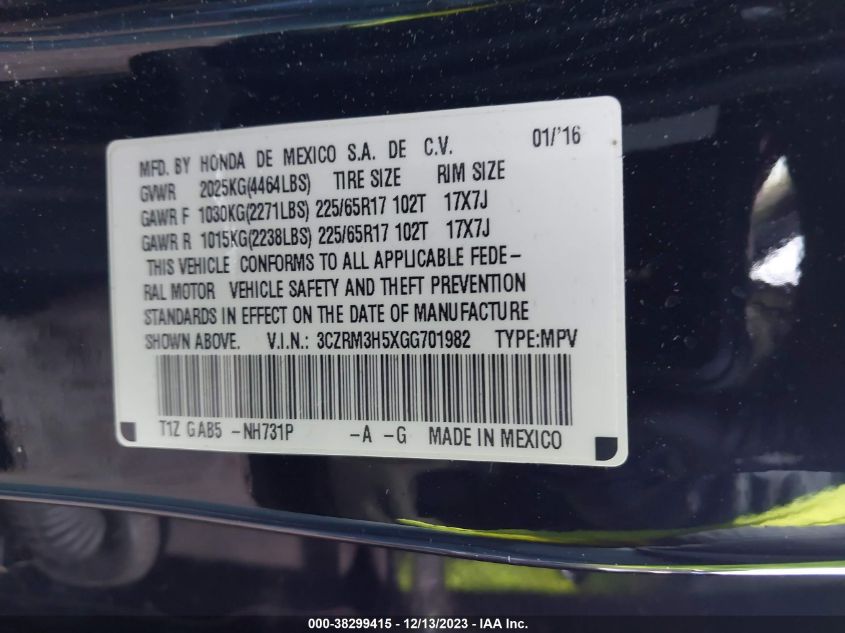 MFD. BY HONDA DE MEXICO S.A. DE C.V. 01/'16
GVWR 2025KG(4464LBS) TIRE SIZE RIM SIZE
GAWR F 1030KG(2271LBS) 225/65R17 102T 17X7J
GAWR R 1015KG(2238LBS) 225/65R17 102T 17X7J
THIS VEHICLE CONFORMS TO ALL APPLICABLE FEDE-
RAL MOTOR VEHICLE SAFETY AND THEFT PREVENTION
STANDARDS IN EFFECT ON THE DATE OF MANUFACTURE
SHOWN ABOVE. V.I.N.: 3CZRM3H5XGG701982 TYPE:MPV
T1Z GAB5 -NH731P -A -G MADE IN MEXICO
000-38299415 - 12/13/2023 - IAA Inc.